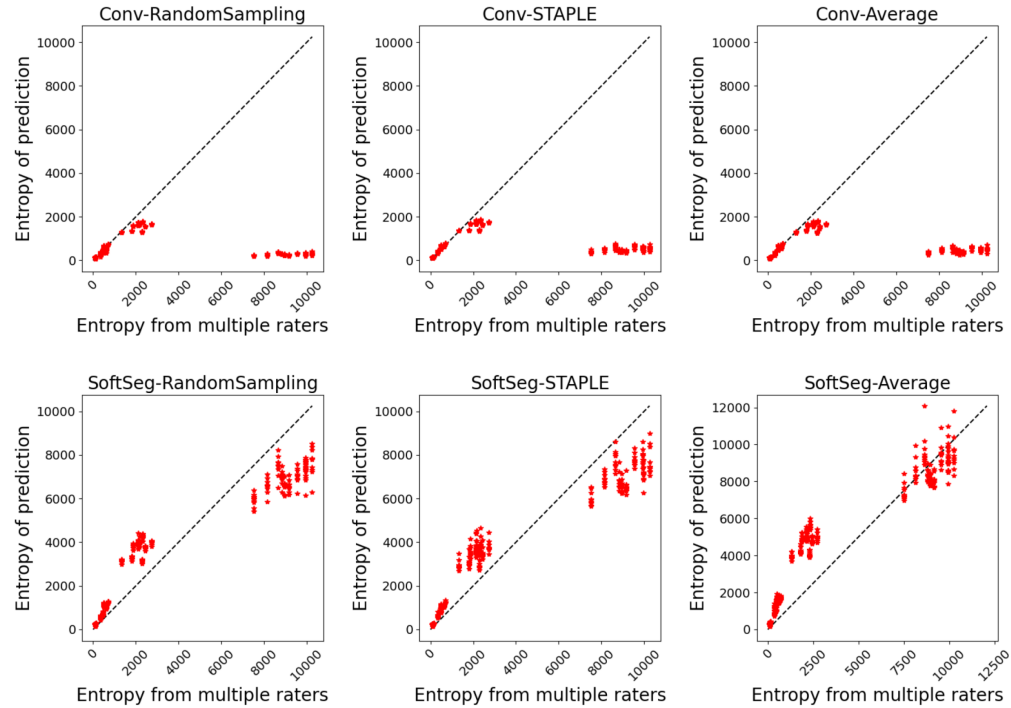 Conv-RandomSampling
Entropy of prediction
10000
8000
6000
4000
2000
0
0 2000 4000 6000 8000 10000
Entropy from multiple raters
Conv-STAPLE
Entropy of prediction
10000
8000
6000
4000
2000
0
0 2000 4000 6000 8000 10000
Entropy from multiple raters
Conv-Average
Entropy of prediction
10000
8000
6000
4000
2000
0
0 2000 4000 6000 8000 10000
Entropy from multiple raters
SoftSeg-RandomSampling
Entropy of prediction
10000
8000
6000
4000
2000
0
0 2000 4000 6000 8000 10000
Entropy from multiple raters
SoftSeg-STAPLE
Entropy of prediction
10000
8000
6000
4000
2000
0
0 2000 4000 6000 8000 10000
Entropy from multiple raters
SoftSeg-Average
Entropy of prediction
12000
10000
8000
6000
4000
2000
0
0 2500 5000 7500 10000 12500
Entropy from multiple raters